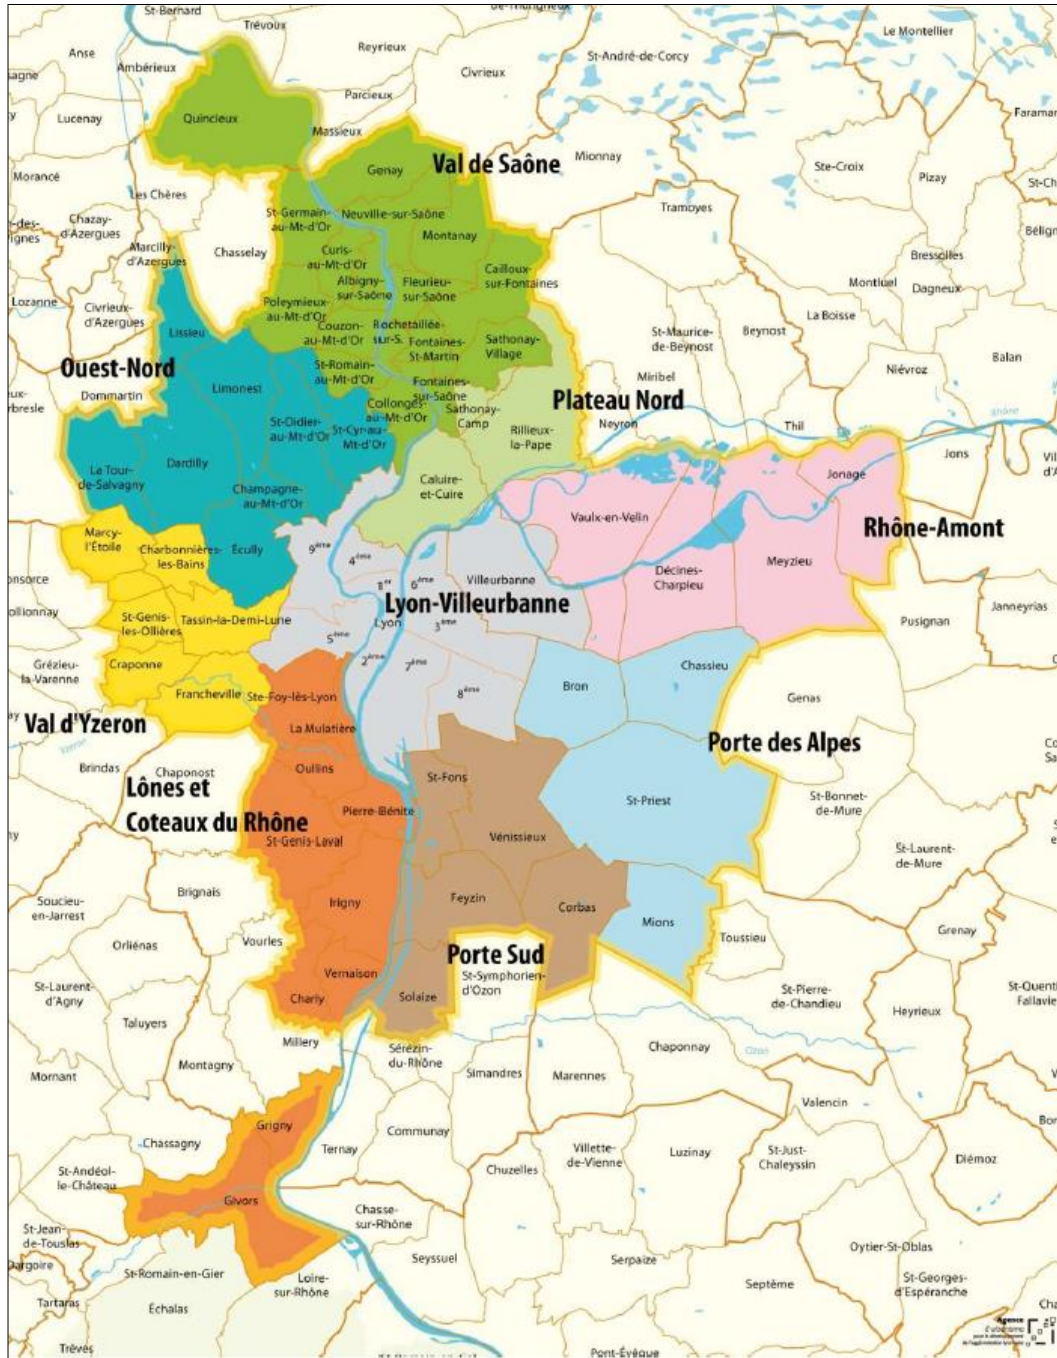 St-Bernard
Trévoux
Reyrieux
Anse
Ambérieux
Civrieux
St-André-de-Corcy
Le Montellier
Parcieux
Lucenay
Quincieux
Massieux
Mionnay
Ste-Croix
Pizay
Morancé
Genay
Val de Saône
Les Chères
Tramoyes
Chazay-
d'Azergues
St-Germain-
au-Mt-d'Or
Neuville-sur-Saône
Montanay
Marcilly-
d'Azergues
Chasselay
Curis-
au-Mt-d'Or
Bressolles
Albigny-
sur-Saône
Fleurieu-
sur-Saône
Cailloux-
sur-Fontaines
Montluel
Dagneux
Lozanne
Civrieux-
d'Azergues
Poleymieux-
au-Mt-d'Or
La Boisse
Lissieu
Couzon-
au-Mt-d'Or
Rochetaillée-
sur-S.
Fontaines-
St-Martin
Sathonay-
Village
St-Maurice-
de-Beynost
Beynost
Balan
Ouest-Nord
Dommartin
Limonest
St-Romain-
au-Mt-d'Or
Fontaines-
sur-Saône
Miribel
Niévroz
Collonges-
au-Mt-d'Or
Sathonay-
Camp
Plateau Nord
Neyron
Thil
Rhône
St-Didier-
au-Mt-d'Or
St-Cyr-au-
Mt-d'Or
Rillieux-
la-Pape
Jons
La Tour-
de-Salvagny
Dardilly
Caluire-
et-Cuire
Jonage
Champagne-
au-Mt-d'Or
Vaulx-en-Velin
Rhône-Amont
Marcy-
l'Étoile
Charbonnières-
les-Bains
Écully
9ème
4ème
Meyzieu
Décines-
Charpieu
1er
6ème
Villeurbanne
Lyon-Villeurbanne
Janneyrias
St-Genis-
les-Ollières
Tassin-la-Demi-Lune
Lyon
3ème
Pusignan
5ème
2ème
7ème
Craponne
Grézieu-
la-Varenne
Chassieu
Bron
Genas
Francheville
Ste-Foy-lès-Lyon
8ème
Val d'Yzeron
La Mulatière
Porte des Alpes
Yzeron
Brindas
Chaponost
Oullins
St-Fons
Lônes et
Coteaux du Rhône
Pierre-Bénite
St-Priest
St-Bonnet-
de-Mure
Vénissieux
St-Genis-Laval
St-Laurent-
de-Mure
Brignais
Irigny
Feyzin
Corbas
Soucieu-
en-Jarrest
Mions
Grenay
Vourles
Toussieu
Orliénas
Porte Sud
Vernaison
St-Symphorien-
d'Ozon
St-Laurent-
d'Agny
Charly
Solaize
St-Pierre-
de-Chandieu
Heyrieux
Taluyers
Millery
Sérézin-
du-Rhône
Chaponnay
Ozon
Montagny
Simandres
Marennes
Mornant
Valencin
Grigny
Communay
Chassagny
Ternay
Villette-
de-Vienne
Luzinay
St-Just-
Chaleyssin
Diémoz
St-Andéol-
le-Château
Chuzelles
Givors
Chasse-
sur-Rhône
St-Jean-
de-Touslas
Seyssuel
Serpaize
Oytier-St-Oblas
St-Romain-en-Gier
Loire-
sur-Rhône
Septème
St-Georges-
d'Espéranche
Tartaras
Échalas
Trèves
Pont-Évêque
Agence
d'urbanisme